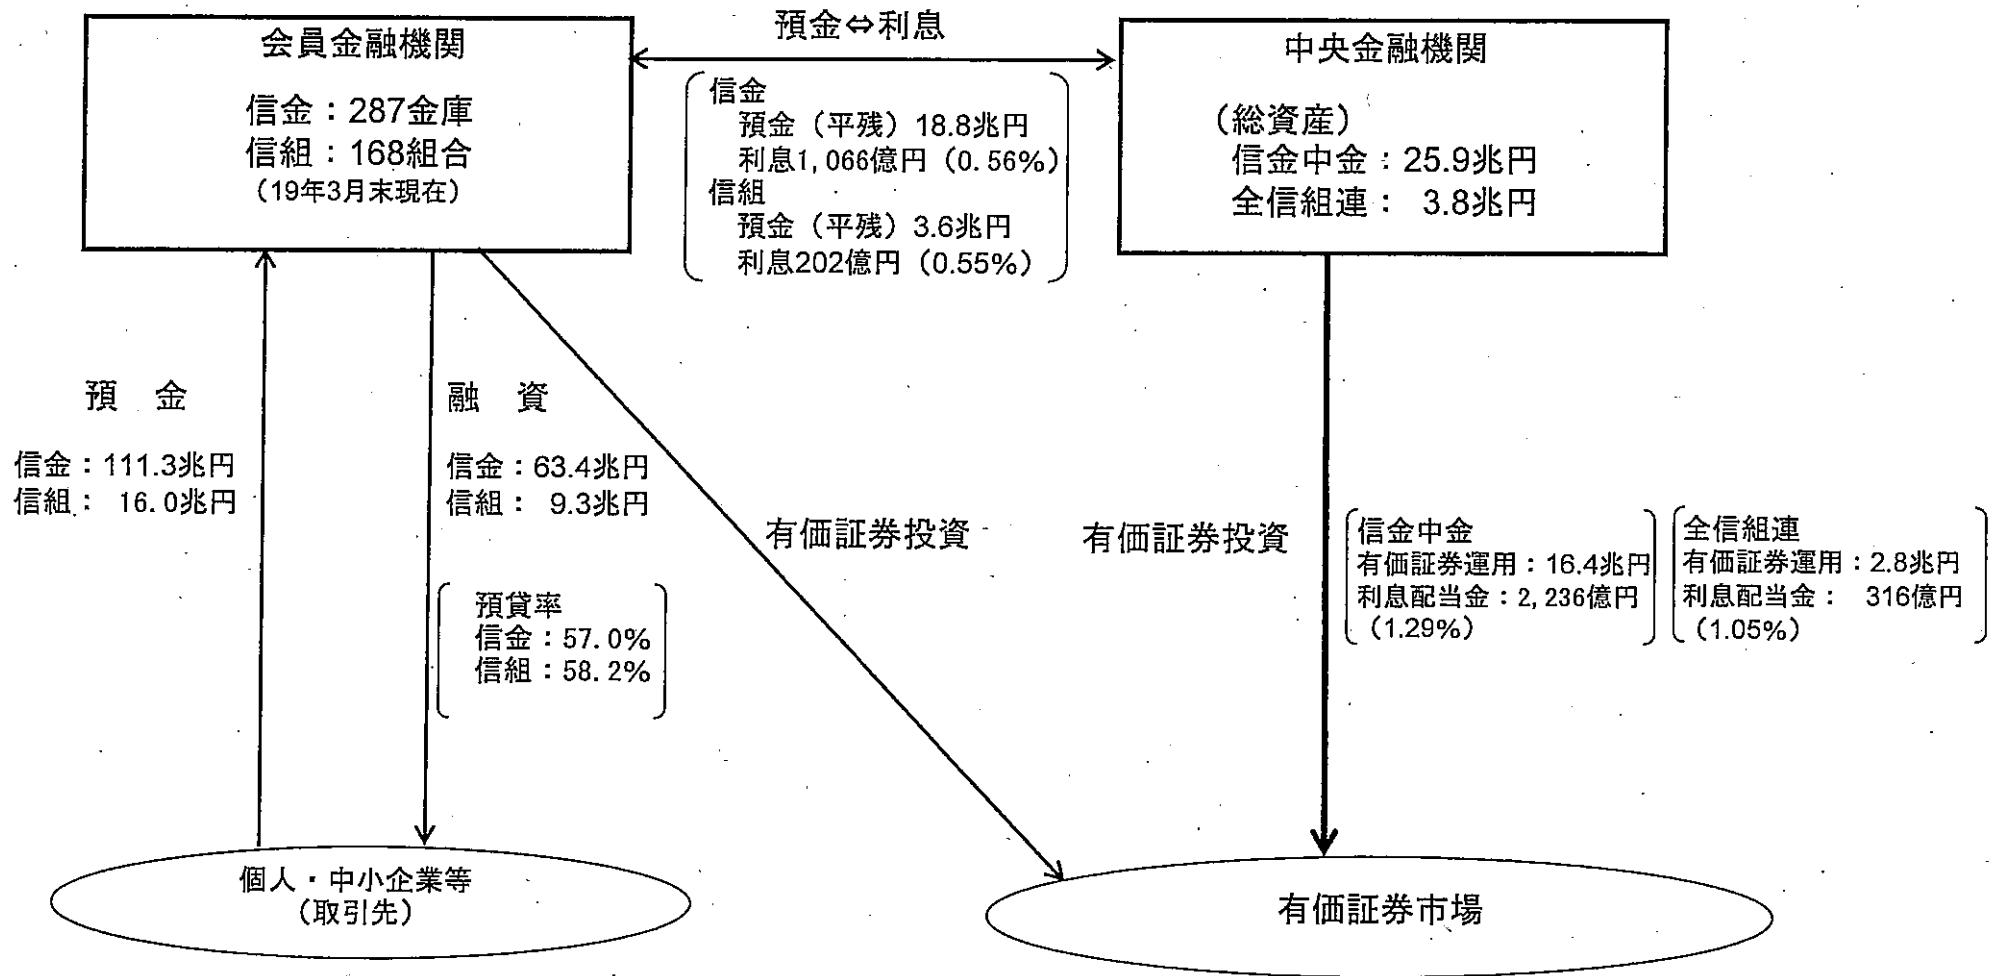 会員金融機関
信金：287金庫
信組：168組合
（19年3月末現在）
預金⇔利息
信金
預金（平残）18.8兆円
利息1,066億円（0.56%）
信組
預金（平残）3.6兆円
利息202億円（0.55%）
中央金融機関
（総資産）
信金中金：25.9兆円
全信組連： 3.8兆円
預　金
信金：111.3兆円
信組： 16.0兆円
融　資
信金：63.4兆円
信組： 9.3兆円
預貸率
信金：57.0%
信組：58.2%
有価証券投資
有価証券投資
信金中金
有価証券運用：16.4兆円
利息配当金：2,236億円
（1.29%）
全信組連
有価証券運用：2.8兆円
利息配当金： 316億円
（1.05%）
個人・中小企業等
（取引先）
有価証券市場